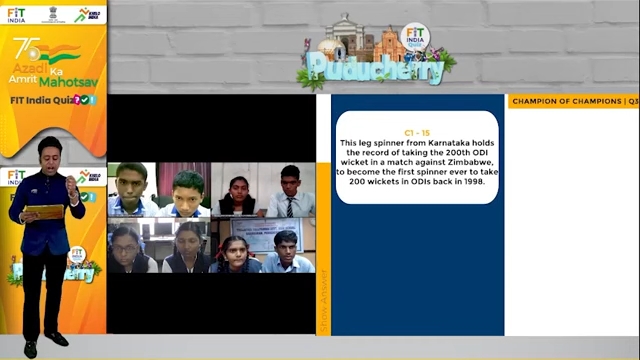 FIT
INDIA
KHELO
INDIA
75
Azadi Ka
Amrit Mahotsav
FIT India Quiz
FIT
INDIA
KHELO
INDIA
FIT
INDIA
Quiz
Puducherry
CHAMPION OF CHAMPIONS | Q3
C1 - 15
This leg spinner from Karnataka holds
the record of taking the 200th ODI
wicket in a match against Zimbabwe,
to become the first spinner ever to take
200 wickets in ODIs back in 1998.
Show Answer